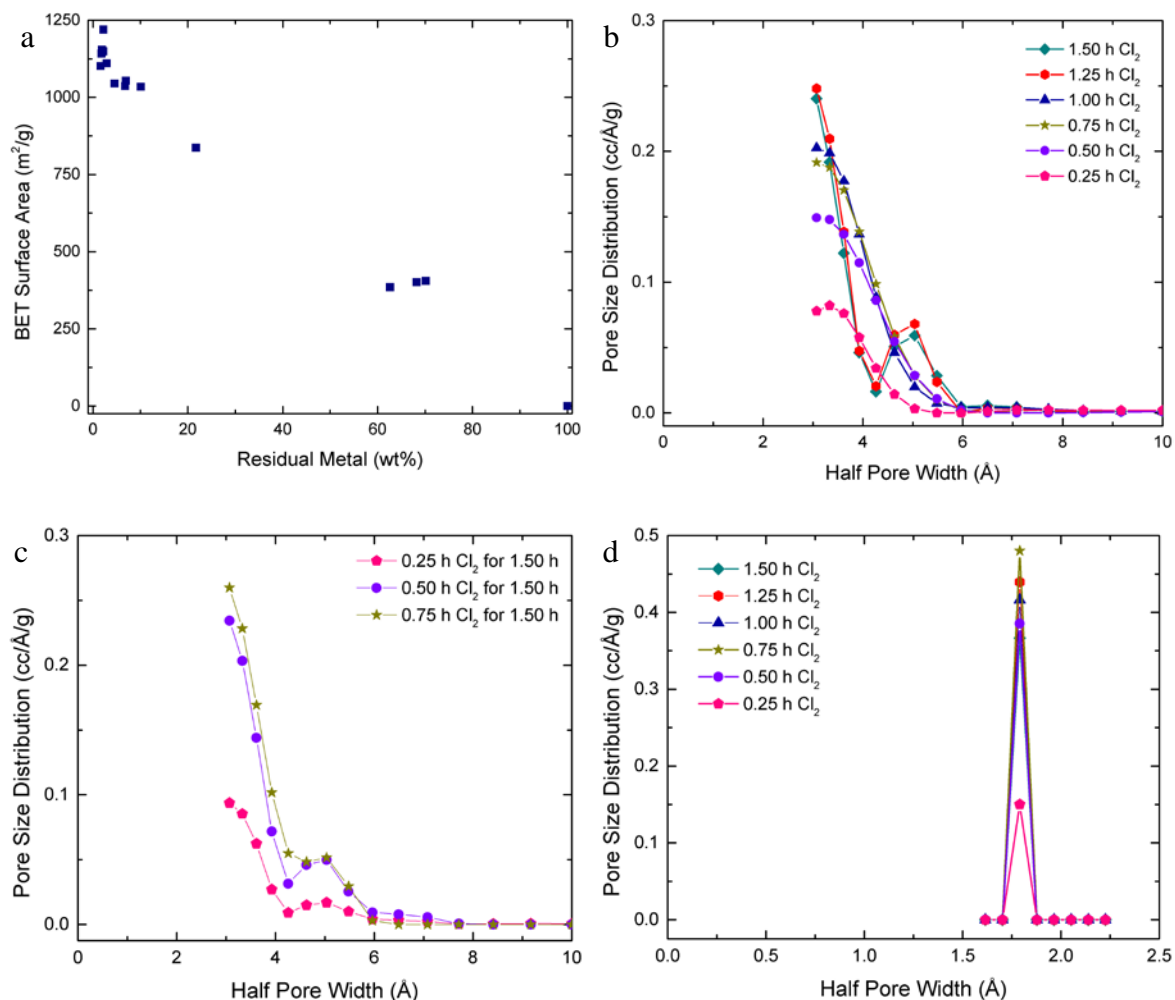 a
1250
1000
750
500
250
0
BET Surface Area (m²/g)
0 20 40 60 80 100
Residual Metal (wt%)
b
0.3
0.2
0.1
0.0
Pore Size Distribution (cc/Å/g)
1.50 h Cl₂
1.25 h Cl₂
1.00 h Cl₂
0.75 h Cl₂
0.50 h Cl₂
0.25 h Cl₂
0 2 4 6 8 10
Half Pore Width (Å)
c
0.3
0.2
0.1
0.0
Pore Size Distribution (cc/Å/g)
0.25 h Cl₂ for 1.50 h
0.50 h Cl₂ for 1.50 h
0.75 h Cl₂ for 1.50 h
0 2 4 6 8 10
Half Pore Width (Å)
d
0.5
0.4
0.3
0.2
0.1
0.0
Pore Size Distribution (cc/Å/g)
1.50 h Cl₂
1.25 h Cl₂
1.00 h Cl₂
0.75 h Cl₂
0.50 h Cl₂
0.25 h Cl₂
0.0 0.5 1.0 1.5 2.0 2.5
Half Pore Width (Å)